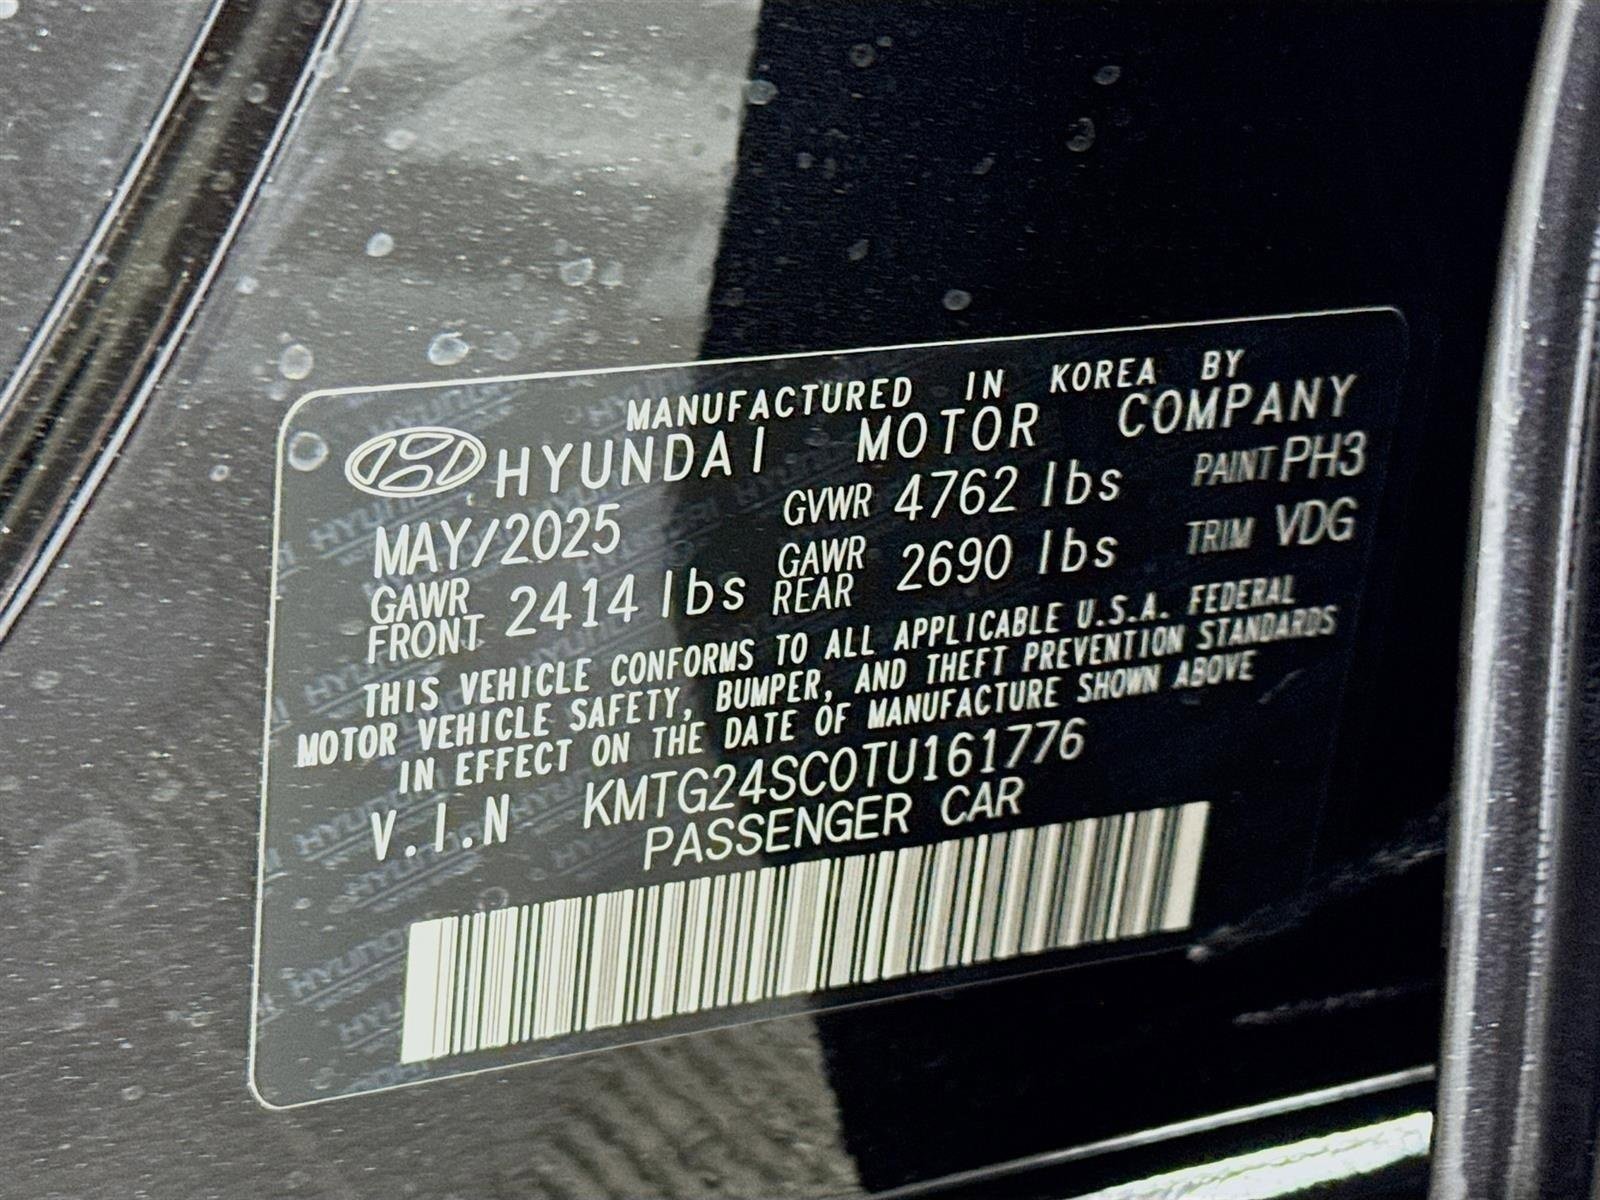 MANUFACTURED IN KOREA BY
HYUNDAI MOTOR COMPANY
MAY/2025 GVWR 4762 lbs PAINT PH3
GAWR FRONT 2414 lbs GAWR REAR 2690 lbs TRIM VDG
THIS VEHICLE CONFORMS TO ALL APPLICABLE U.S.A. FEDERAL
MOTOR VEHICLE SAFETY, BUMPER, AND THEFT PREVENTION STANDARDS
IN EFFECT ON THE DATE OF MANUFACTURE SHOWN ABOVE
V.I.N KMTG24SC0TU161776
PASSENGER CAR